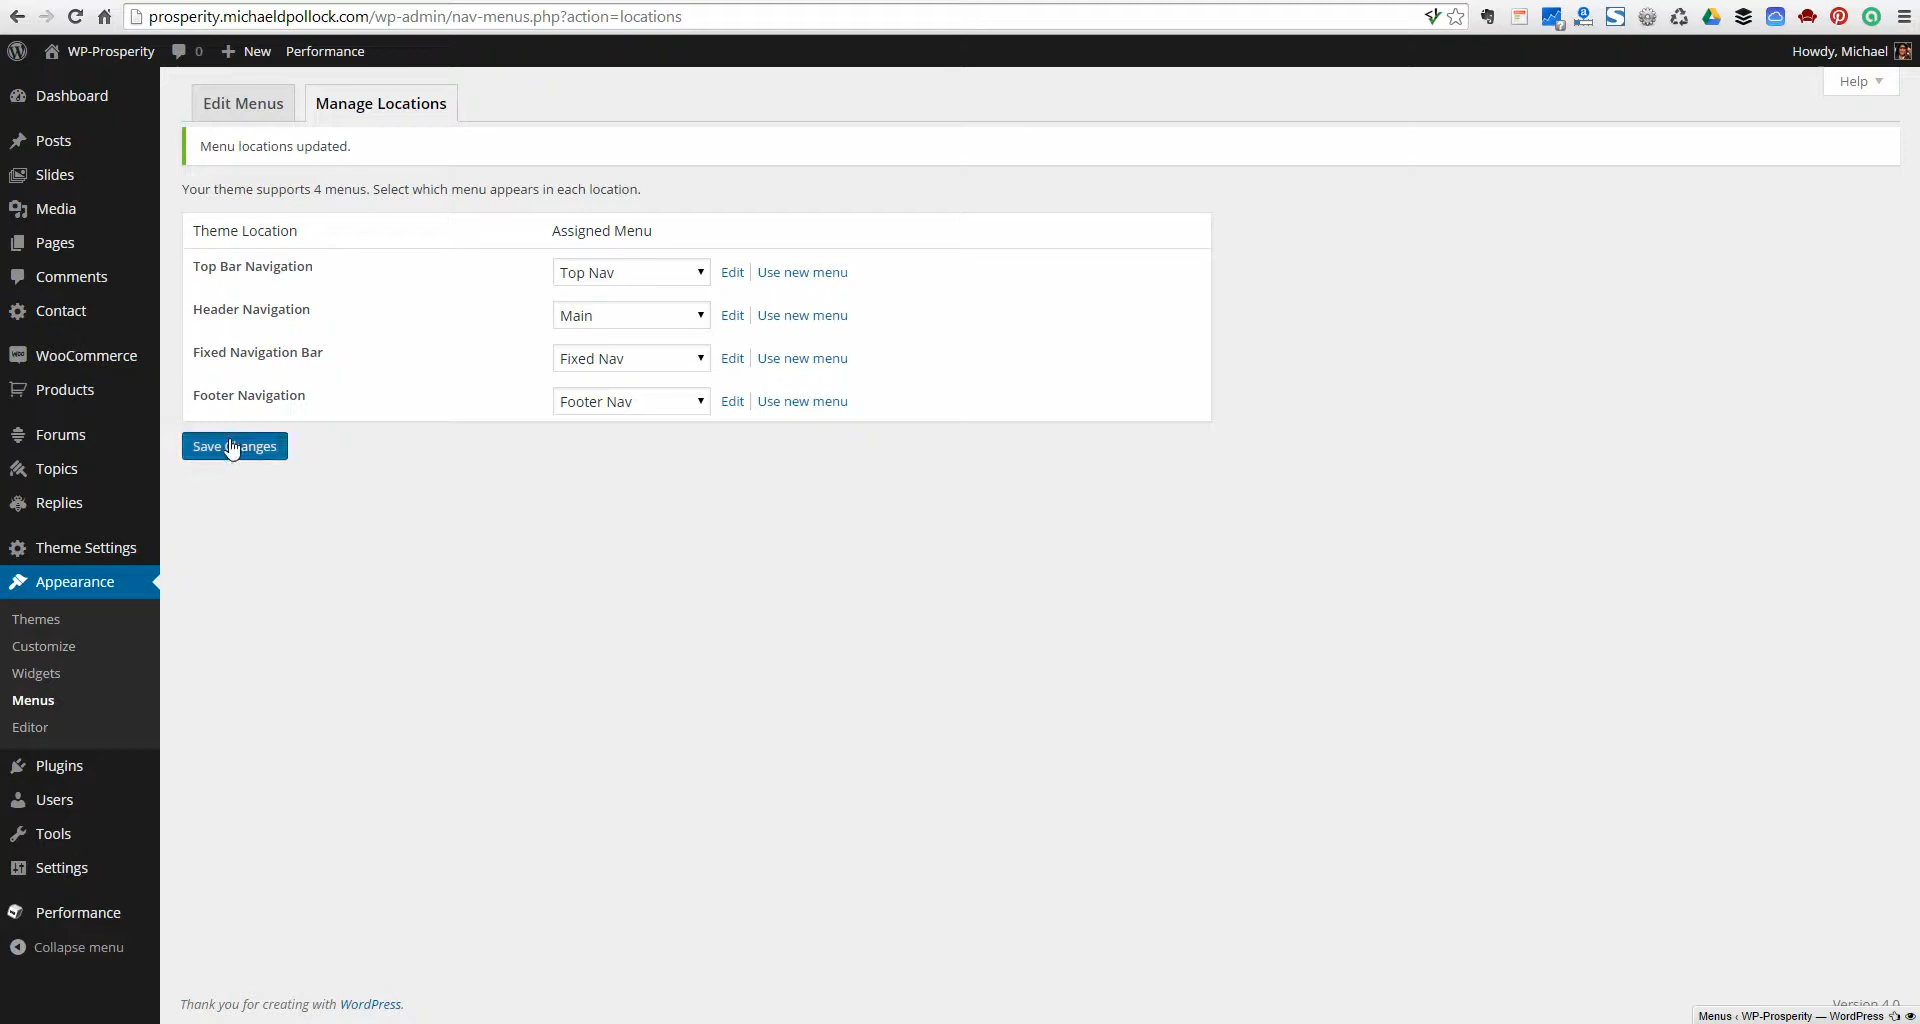 prosperity.michaeldpollock.com/wp-admin/nav-menus.php?action=locations
WP-Prosperity 0 New Performance Howdy, Michael
Help
Edit Menus Manage Locations
Menu locations updated.
Your theme supports 4 menus. Select which menu appears in each location.
Theme Location Assigned Menu
Top Bar Navigation Top Nav Edit Use new menu
Header Navigation Main Edit Use new menu
Fixed Navigation Bar Fixed Nav Edit Use new menu
Footer Navigation Footer Nav Edit Use new menu
Save Changes
Dashboard
Posts
Slides
Media
Pages
Comments
Contact
WooCommerce
Products
Forums
Topics
Replies
Theme Settings
Appearance
Themes
Customize
Widgets
Menus
Editor
Plugins
Users
Tools
Settings
Performance
Collapse menu
Thank you for creating with WordPress.
Version 4.0
Menus ‹ WP-Prosperity — WordPress